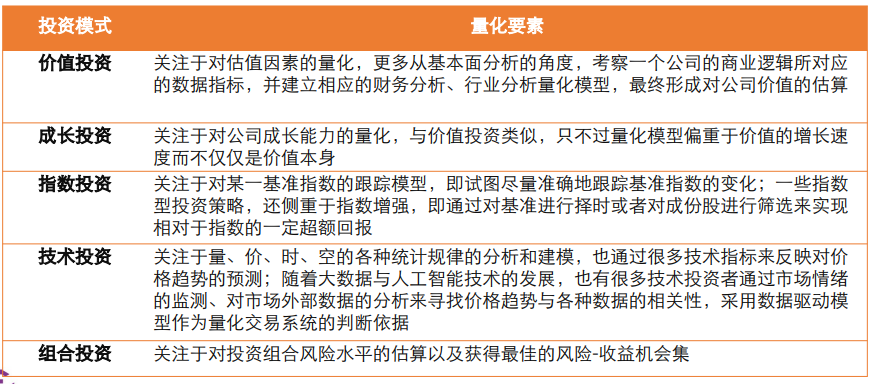 投资模式 量化要素
价值投资 关注于对估值因素的量化，更多从基本面分析的角度，考察一个公司的商业逻辑所对应
的数据指标，并建立相应的财务分析、行业分析量化模型，最终形成对公司价值的估算
成长投资 关注于对公司成长能力的量化，与价值投资类似，只不过量化模型偏重于价值的增长速
度而不仅仅是价值本身
指数投资 关注于对某一基准指数的跟踪模型，即试图尽量准确地跟踪基准指数的变化；一些指数
型投资策略，还侧重于指数增强，即通过对基准进行择时或者对成份股进行筛选来实现
相对于指数的一定超额回报
技术投资 关注于量、价、时、空的各种统计规律的分析和建模，也通过很多技术指标来反映对价
格趋势的预测；随着大数据与人工智能技术的发展，也有很多技术投资者通过市场情绪
的监测、对市场外部数据的分析来寻找价格趋势与各种数据的相关性，采用数据驱动模
型作为量化交易系统的判断依据
组合投资 关注于对投资组合风险水平的估算以及获得最佳的风险-收益机会集